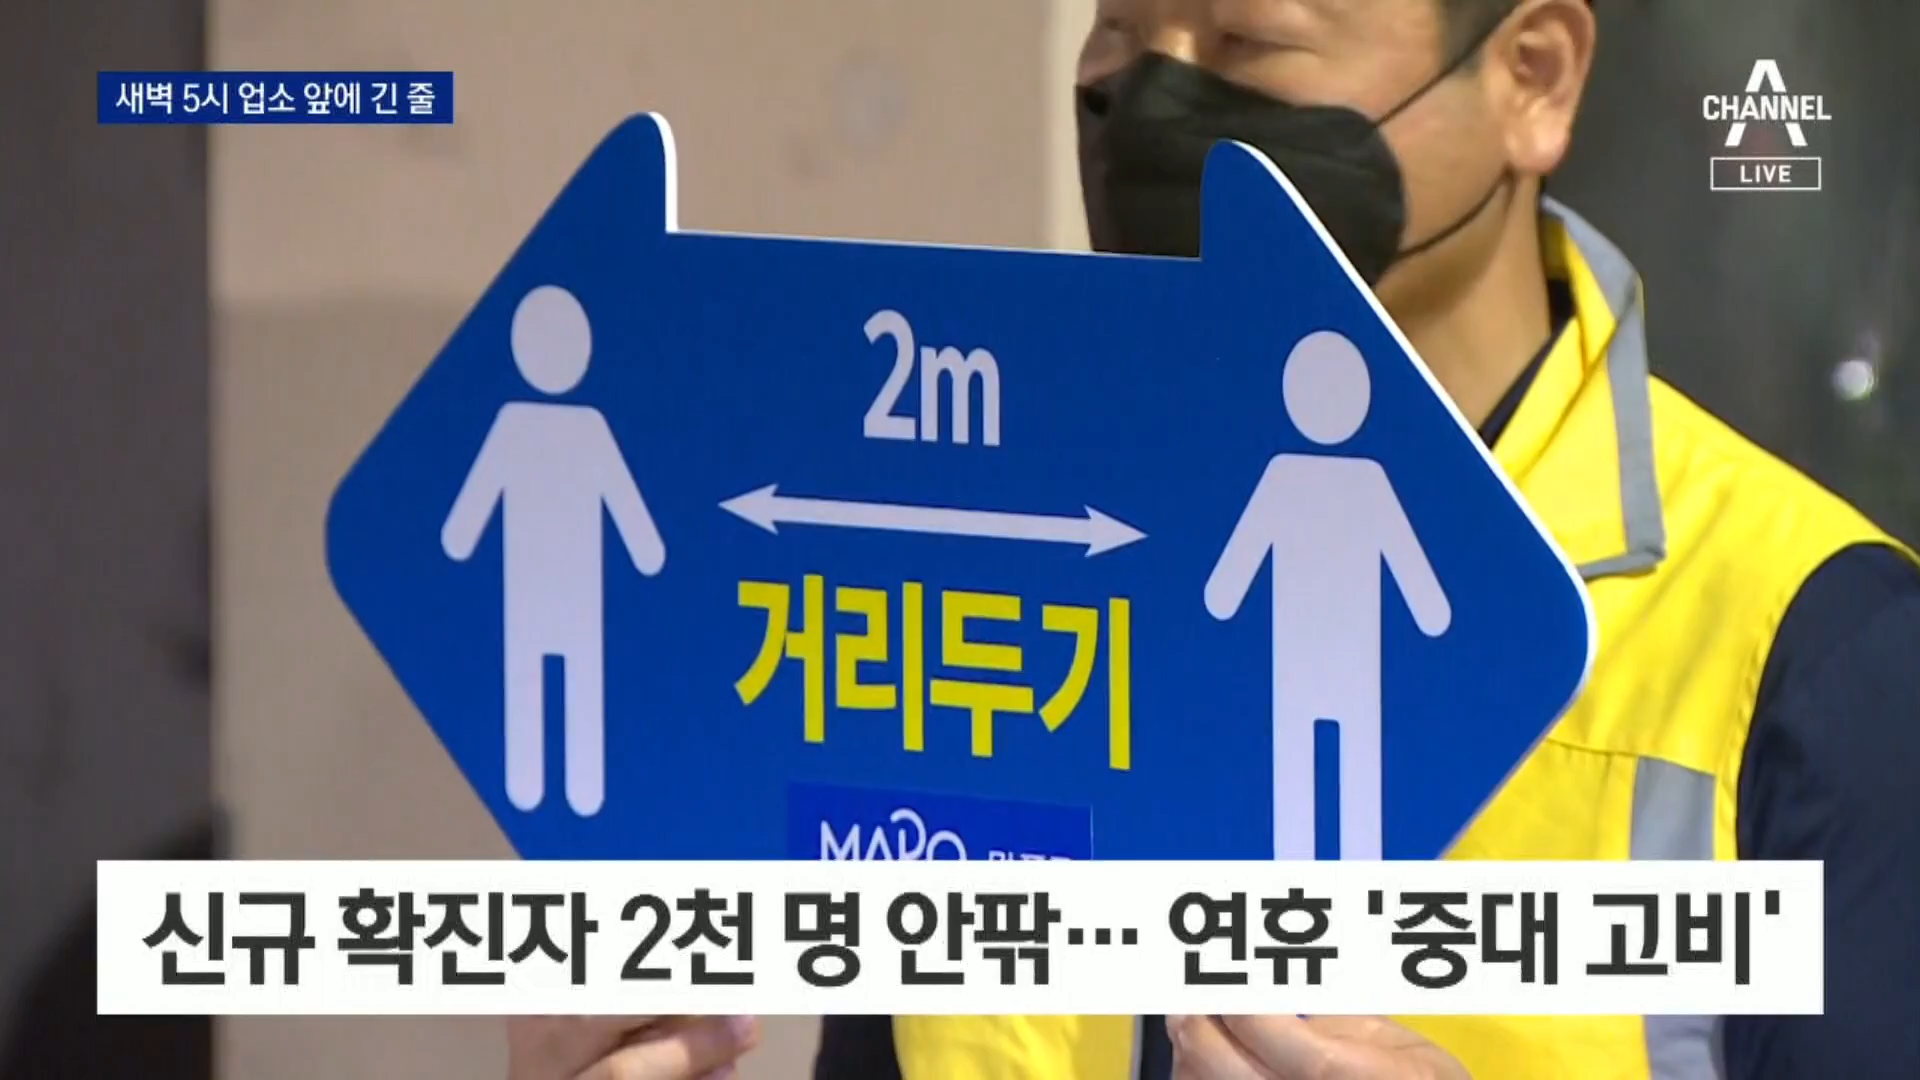 새벽 5시 업소 앞에 긴 줄
CHANNEL A
LIVE
2m
거리두기
MAPO
신규 확진자 2천 명 안팎… 연휴 '중대 고비'